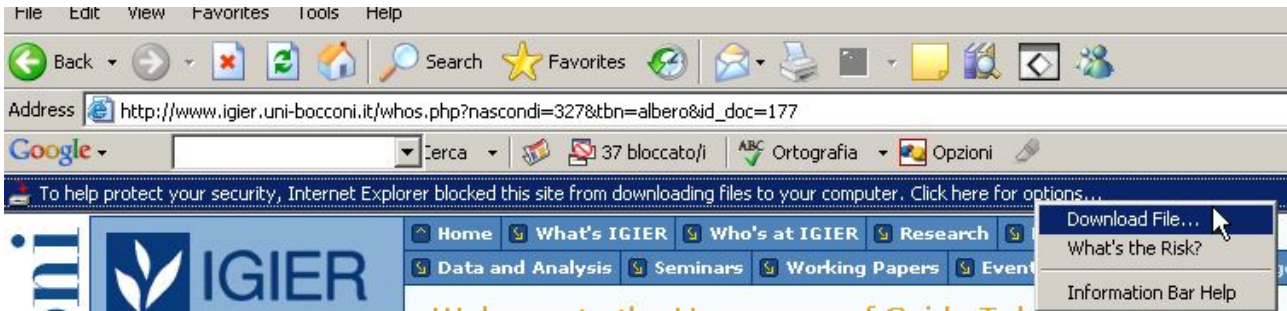 File Edit View Favorites Tools Help
Back Search Favorites
Address http://www.igier.uni-bocconi.it/whos.php?nascondi=327&tbn=albero&id_doc=177
Google Cerca 37 bloccato/i ABC Ortografia Opzioni
To help protect your security, Internet Explorer blocked this site from downloading files to your computer. Click here for options...
Download File...
What's the Risk?
Information Bar Help
Home What's IGIER Who's at IGIER Research
Data and Analysis Seminars Working Papers Event
IGIER